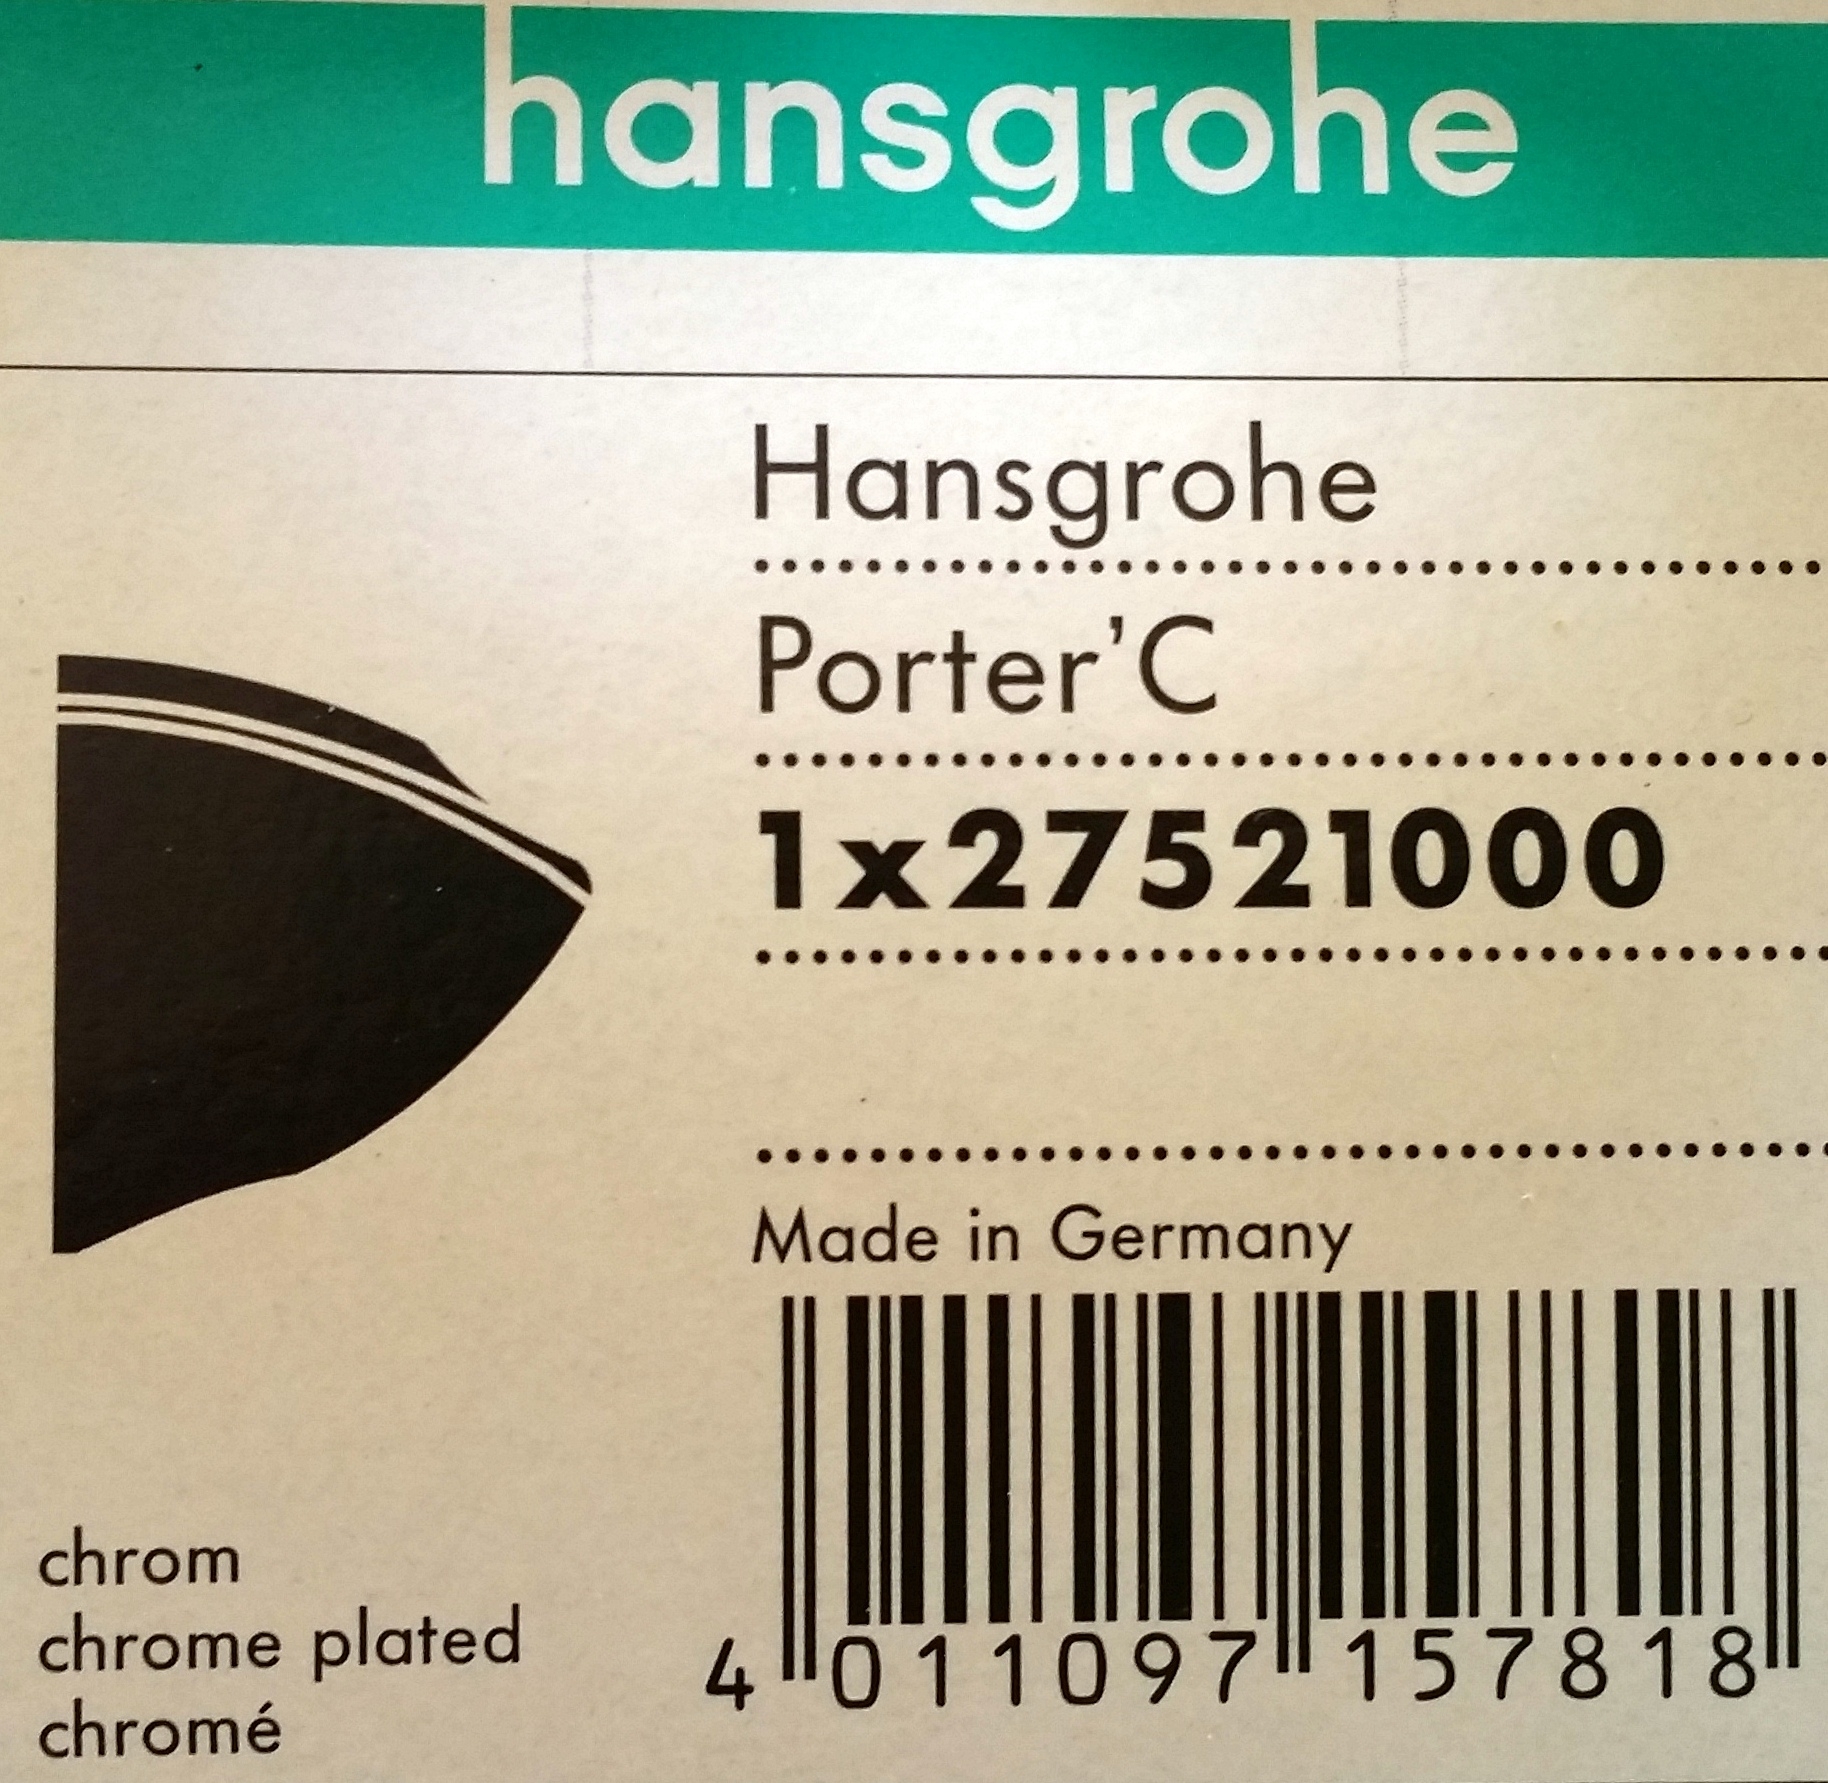 hansgrohe
Hansgrohe
Porter'C
1x27521000
Made in Germany
4 011097 157818
chrom
chrome plated
chromé